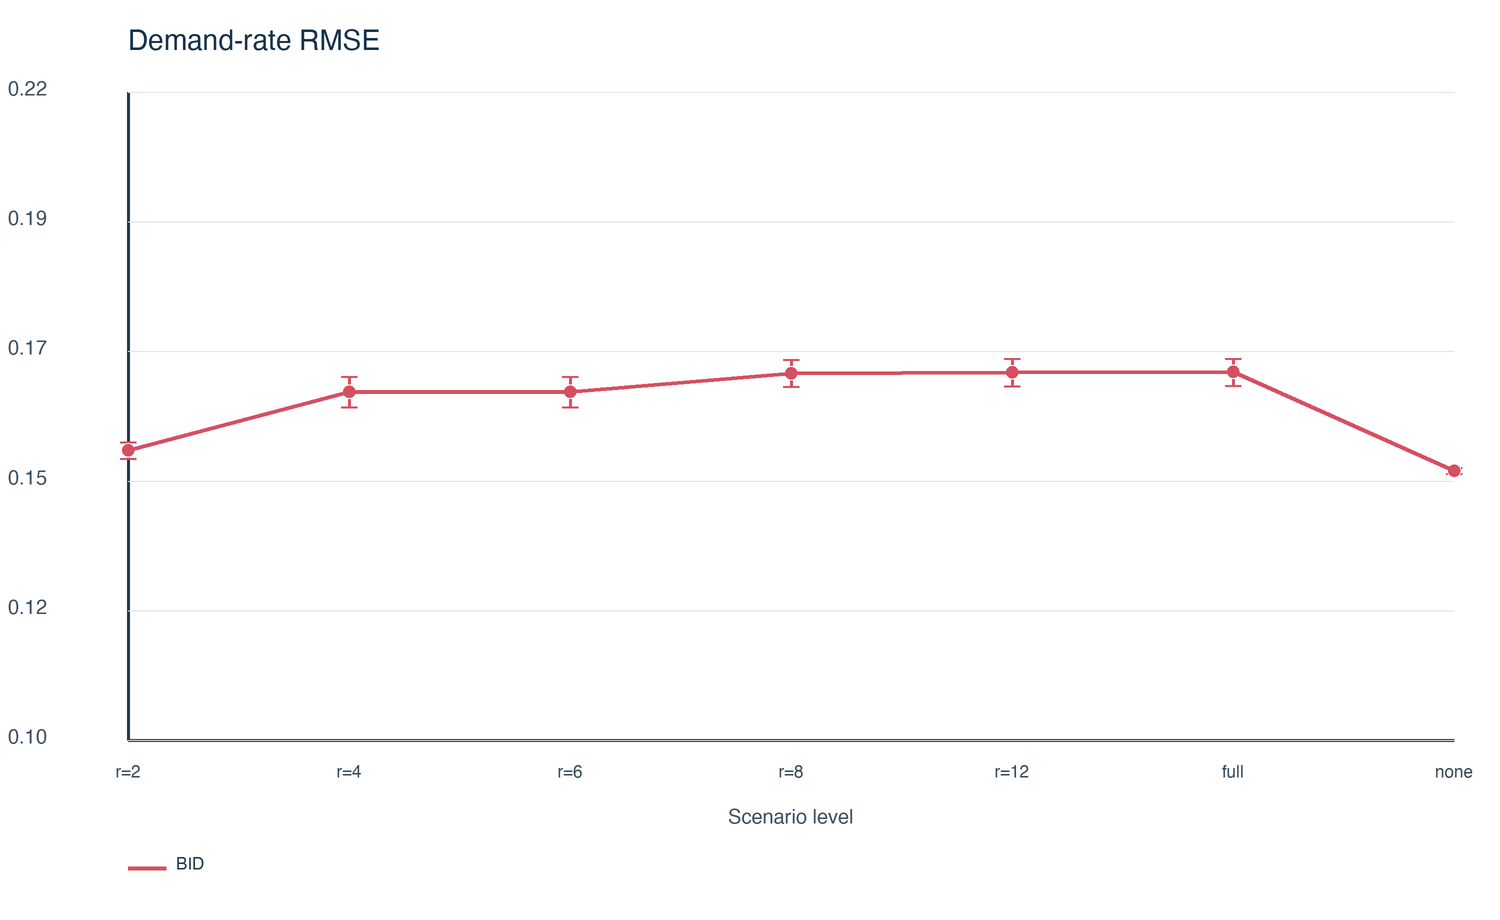 Demand-rate RMSE
0.22
0.19
0.17
0.15
0.12
0.10
r=2 r=4 r=6 r=8 r=12 full none
Scenario level
BID